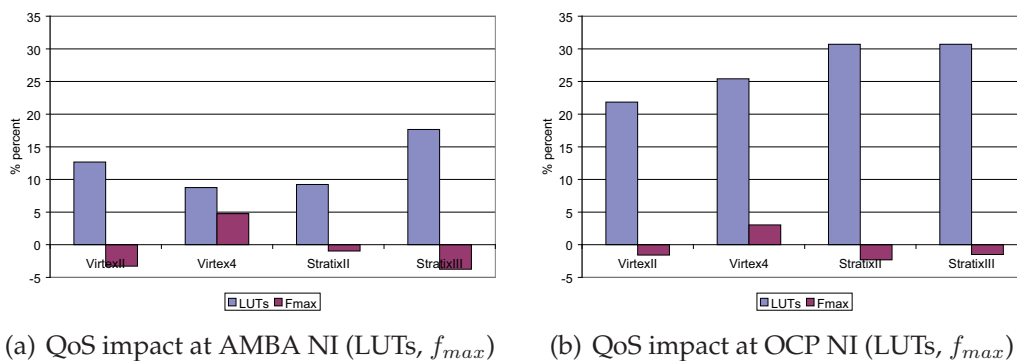 35
30
25
20
15
10
5
0
-5
% percent
VirtexII Virtex4 StratixII StratixIII
LUTs Fmax
(a) QoS impact at AMBA NI (LUTs, fmax)
35
30
25
20
15
10
5
0
-5
% percent
VirtexII Virtex4 StratixII StratixIII
LUTs Fmax
(b) QoS impact at OCP NI (LUTs, fmax)